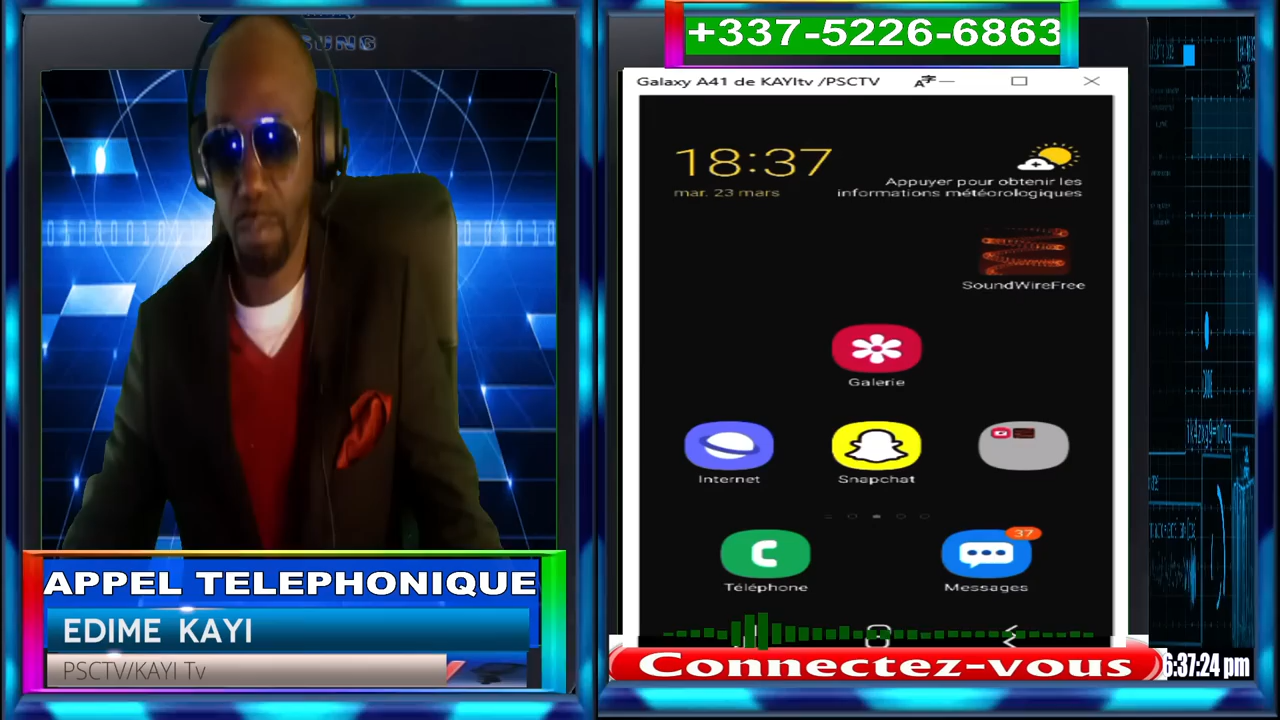 +337-5226-6863
Galaxy A41 de KAYItv /PSCTV
18:37
mar. 23 mars
Appuyer pour obtenir les
informations météorologiques
SoundWireFree
Galerie
Internet
Snapchat
37
Téléphone
Messages
APPEL TELEPHONIQUE
EDIME KAYI
PSCTV/KAYI Tv
Connectez-vous
6:37:24 pm